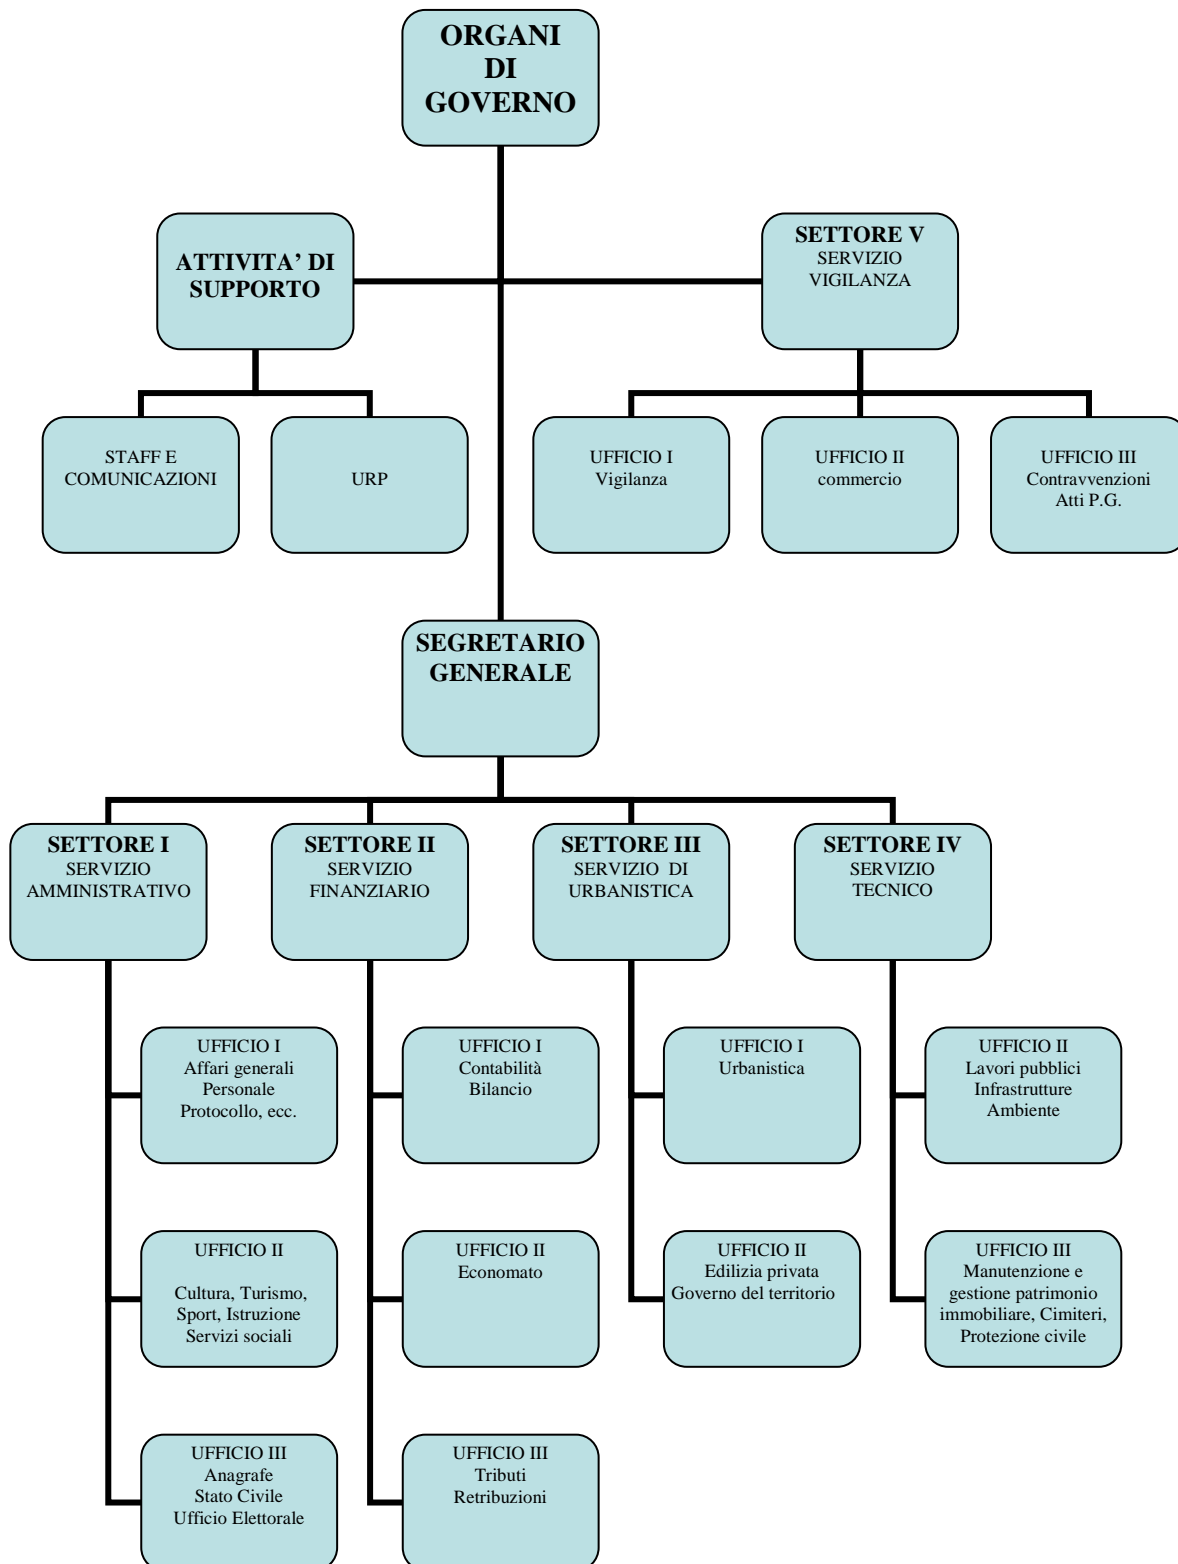 ORGANI
DI
GOVERNO
ATTIVITA’ DI
SUPPORTO
SETTORE V
SERVIZIO
VIGILANZA
STAFF E
COMUNICAZIONI
URP
UFFICIO I
Vigilanza
UFFICIO II
commercio
UFFICIO III
Contravvenzioni
Atti P.G.
SEGRETARIO
GENERALE
SETTORE I
SERVIZIO
AMMINISTRATIVO
SETTORE II
SERVIZIO
FINANZIARIO
SETTORE III
SERVIZIO DI
URBANISTICA
SETTORE IV
SERVIZIO
TECNICO
UFFICIO I
Affari generali
Personale
Protocollo, ecc.
UFFICIO I
Contabilità
Bilancio
UFFICIO I
Urbanistica
UFFICIO II
Lavori pubblici
Infrastrutture
Ambiente
UFFICIO II
Cultura, Turismo,
Sport, Istruzione
Servizi sociali
UFFICIO II
Economato
UFFICIO II
Edilizia privata
Governo del territorio
UFFICIO III
Manutenzione e
gestione patrimonio
immobiliare, Cimiteri,
Protezione civile
UFFICIO III
Anagrafe
Stato Civile
Ufficio Elettorale
UFFICIO III
Tributi
Retribuzioni